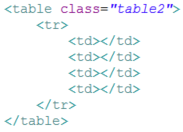 <table class="table2">
    <tr>
        <td></td>
        <td></td>
        <td></td>
        <td></td>
    </tr>
</table>